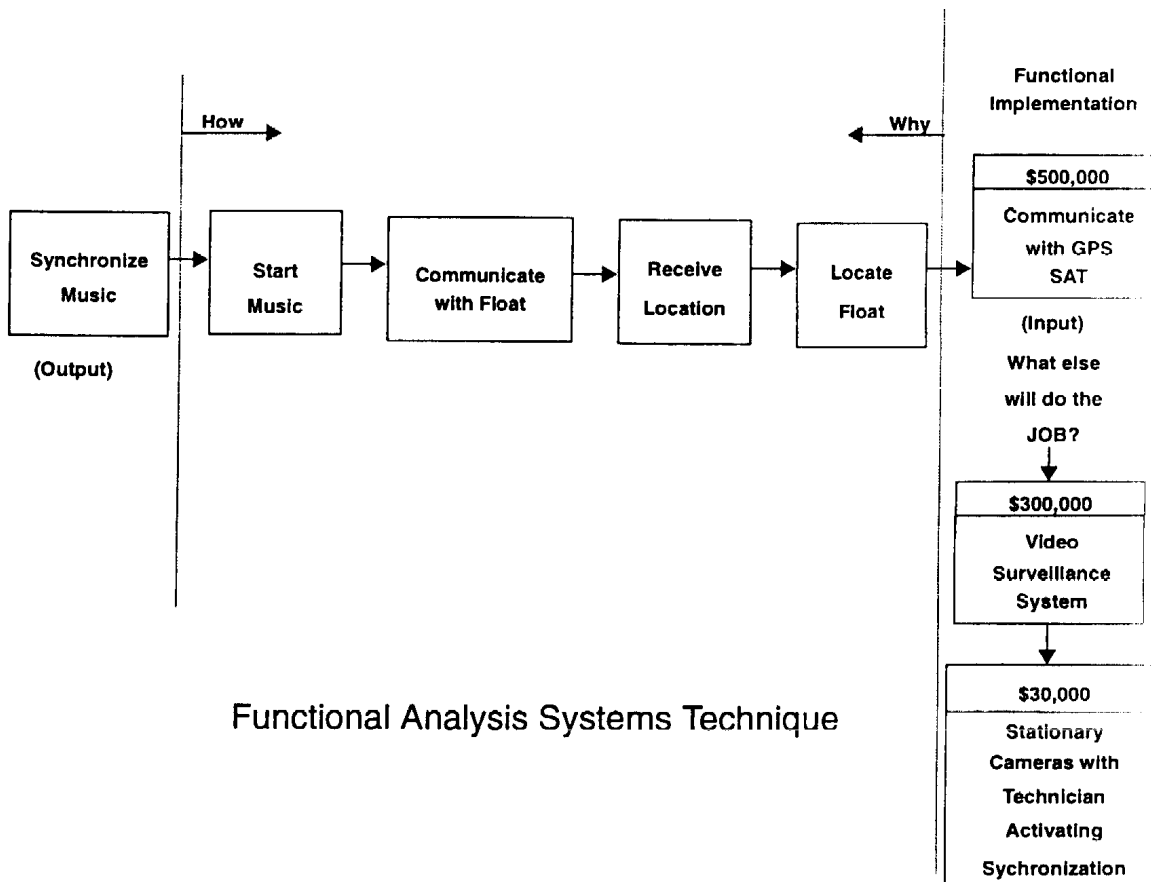 Functional
Implementation
How
Why
$500,000
Synchronize
Music
Start
Music
Communicate
with Float
Receive
Location
Locate
Float
Communicate
with GPS
SAT
(Output)
(Input)
What else
will do the
JOB?
$300,000
Video
Surveillance
System
Functional Analysis Systems Technique
$30,000
Stationary
Cameras with
Technician
Activating
Sychronization